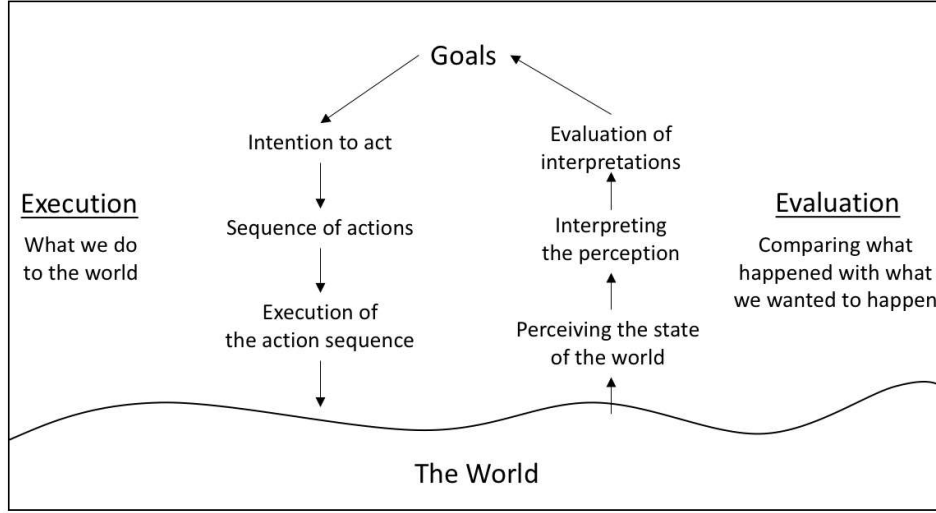 Goals
Intention to act
Sequence of actions
Execution of
the action sequence
Execution
What we do
to the world
Evaluation of
interpretations
Interpreting
the perception
Perceiving the state
of the world
Evaluation
Comparing what
happened with what
we wanted to happen
The World